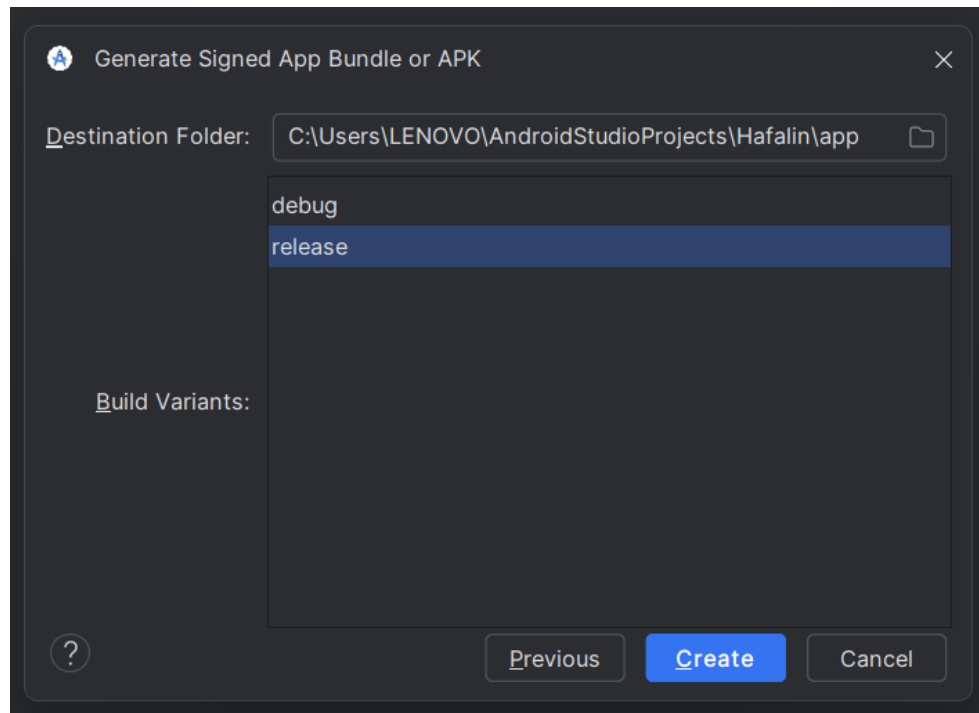 Generate Signed App Bundle or APK
Destination Folder: C:\Users\LENOVO\AndroidStudioProjects\Hafalin\app
debug
release
Build Variants:
? Previous Create Cancel